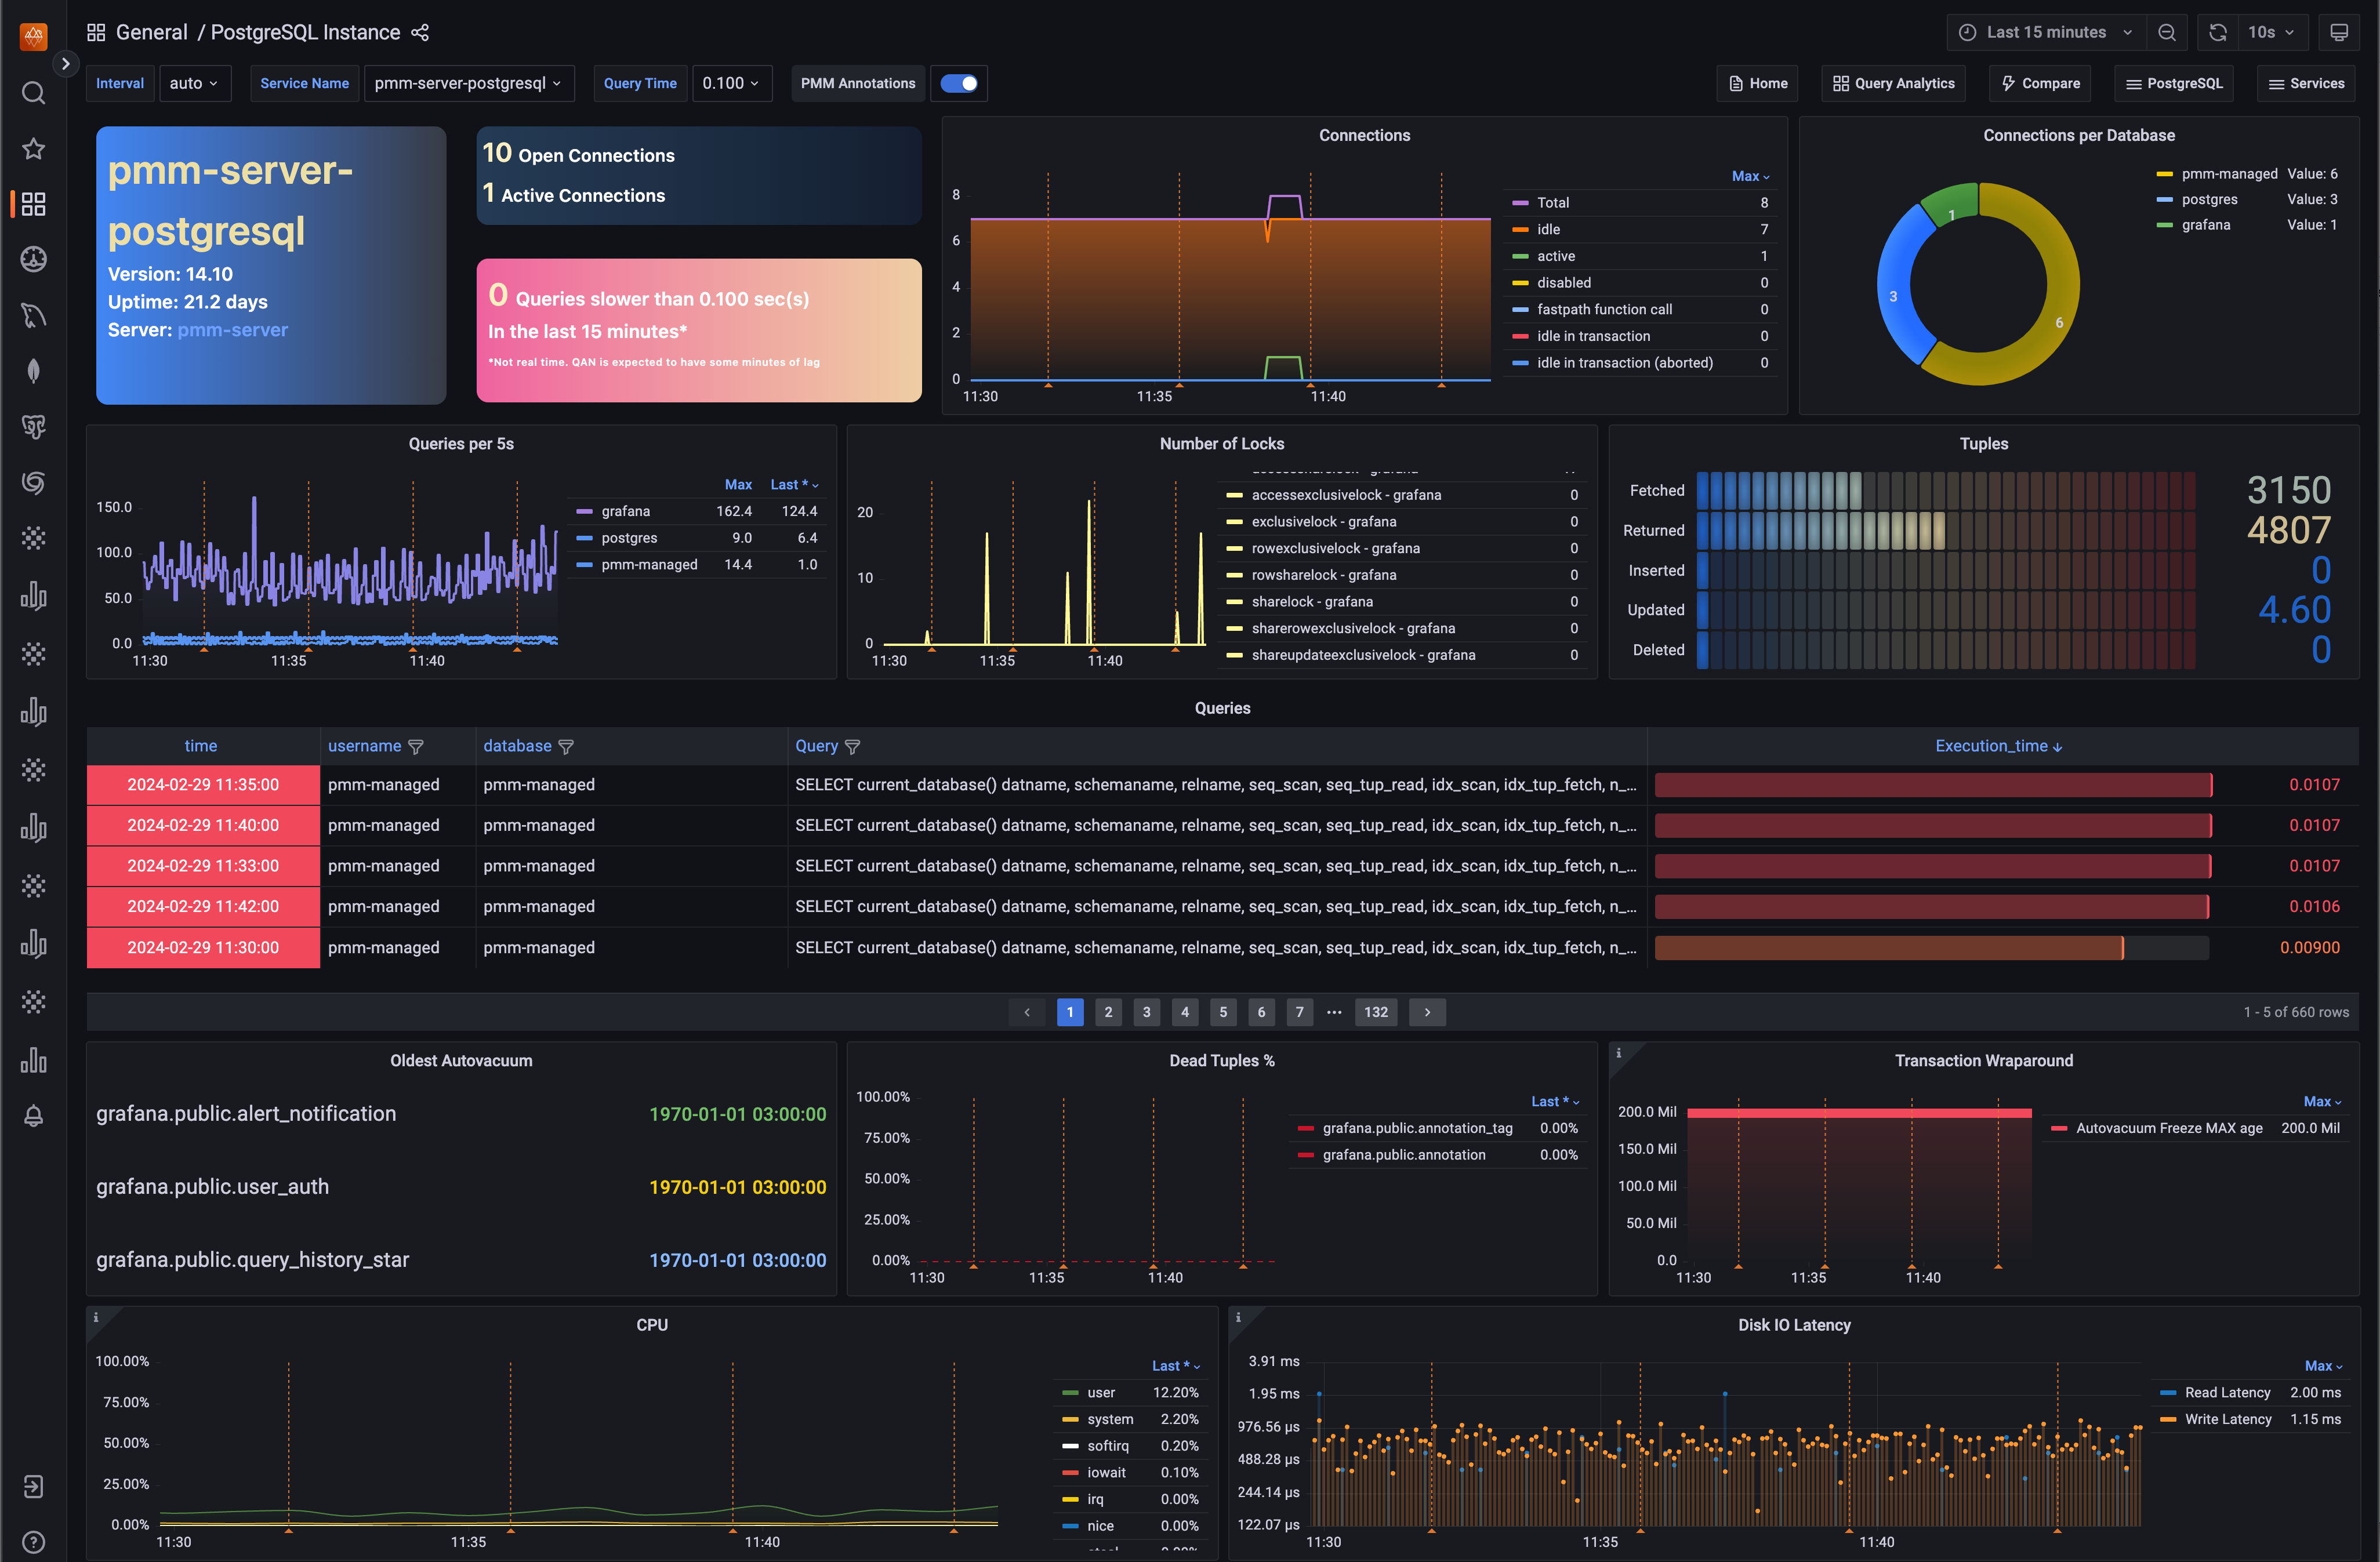 General / PostgreSQL Instance
Last 15 minutes
10s
Interval
auto
Service Name
pmm-server-postgresql
Query Time
0.100
PMM Annotations
Home
Query Analytics
Compare
PostgreSQL
Services
pmm-server-
postgresql
Version: 14.10
Uptime: 21.2 days
Server: pmm-server
10 Open Connections
1 Active Connections
0 Queries slower than 0.100 sec(s)
In the last 15 minutes*
*Not real time. QAN is expected to have some minutes of lag
Connections
8
6
4
2
0
11:30
11:35
11:40
Max
Total 8
idle 7
active 1
disabled 0
fastpath function call 0
idle in transaction 0
idle in transaction (aborted) 0
Connections per Database
1
3
6
pmm-managed Value: 6
postgres Value: 3
grafana Value: 1
Queries per 5s
150.0
100.0
50.0
0.0
11:30
11:35
11:40
Max Last *
grafana 162.4 124.4
postgres 9.0 6.4
pmm-managed 14.4 1.0
Number of Locks
20
10
0
11:30
11:35
11:40
accessexclusivelock - grafana 0
exclusivelock - grafana 0
rowexclusivelock - grafana 0
rowsharelock - grafana 0
sharelock - grafana 0
sharerowexclusivelock - grafana 0
shareupdateexclusivelock - grafana 0
Tuples
Fetched 3150
Returned 4807
Inserted 0
Updated 4.60
Deleted 0
Queries
time username database Query Execution_time
2024-02-29 11:35:00 pmm-managed pmm-managed SELECT current_database() datname, schemaname, relname, seq_scan, seq_tup_read, idx_scan, idx_tup_fetch, n_... 0.0107
2024-02-29 11:40:00 pmm-managed pmm-managed SELECT current_database() datname, schemaname, relname, seq_scan, seq_tup_read, idx_scan, idx_tup_fetch, n_... 0.0107
2024-02-29 11:33:00 pmm-managed pmm-managed SELECT current_database() datname, schemaname, relname, seq_scan, seq_tup_read, idx_scan, idx_tup_fetch, n_... 0.0107
2024-02-29 11:42:00 pmm-managed pmm-managed SELECT current_database() datname, schemaname, relname, seq_scan, seq_tup_read, idx_scan, idx_tup_fetch, n_... 0.0106
2024-02-29 11:30:00 pmm-managed pmm-managed SELECT current_database() datname, schemaname, relname, seq_scan, seq_tup_read, idx_scan, idx_tup_fetch, n_... 0.00900
1 2 3 4 5 6 7 ... 132
1 - 5 of 660 rows
Oldest Autovacuum
grafana.public.alert_notification 1970-01-01 03:00:00
grafana.public.user_auth 1970-01-01 03:00:00
grafana.public.query_history_star 1970-01-01 03:00:00
Dead Tuples %
100.00%
75.00%
50.00%
25.00%
0.00%
11:30
11:35
11:40
Last *
grafana.public.annotation_tag 0.00%
grafana.public.annotation 0.00%
Transaction Wraparound
200.0 Mil
150.0 Mil
100.0 Mil
50.0 Mil
0.0
11:30
11:35
11:40
Max
Autovacuum Freeze MAX age 200.0 Mil
CPU
100.00%
75.00%
50.00%
25.00%
0.00%
11:30
11:35
11:40
Last *
user 12.20%
system 2.20%
softirq 0.20%
iowait 0.10%
irq 0.00%
nice 0.00%
Disk IO Latency
3.91 ms
1.95 ms
976.56 µs
488.28 µs
244.14 µs
122.07 µs
11:30
11:35
11:40
Max
Read Latency 2.00 ms
Write Latency 1.15 ms